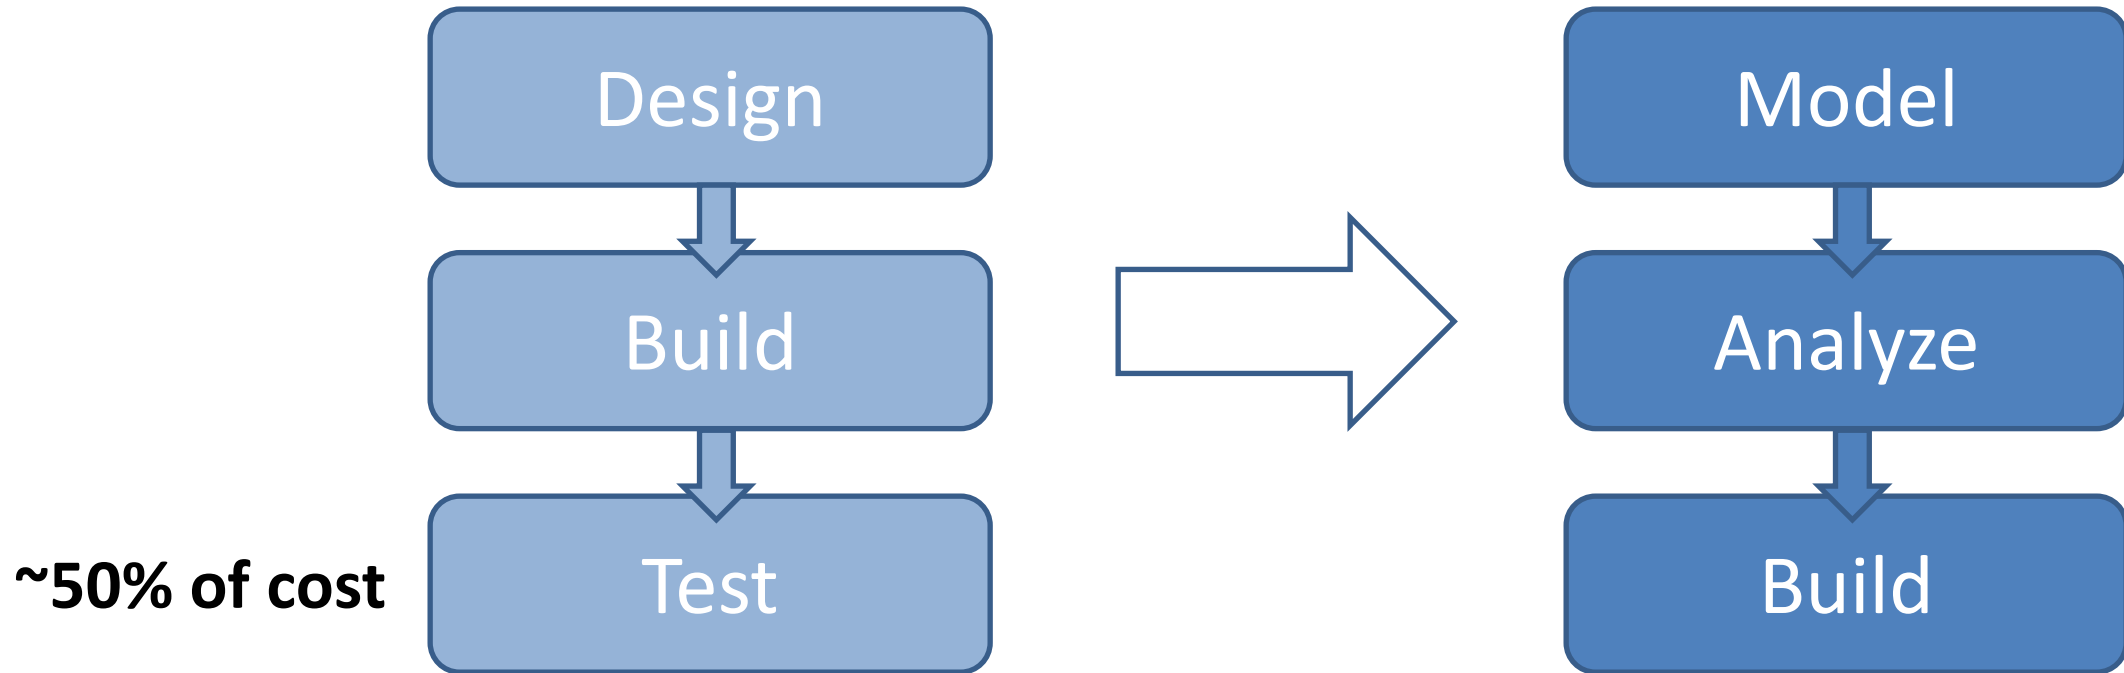 Design
Build
Test
~50% of cost
Model
Analyze
Build